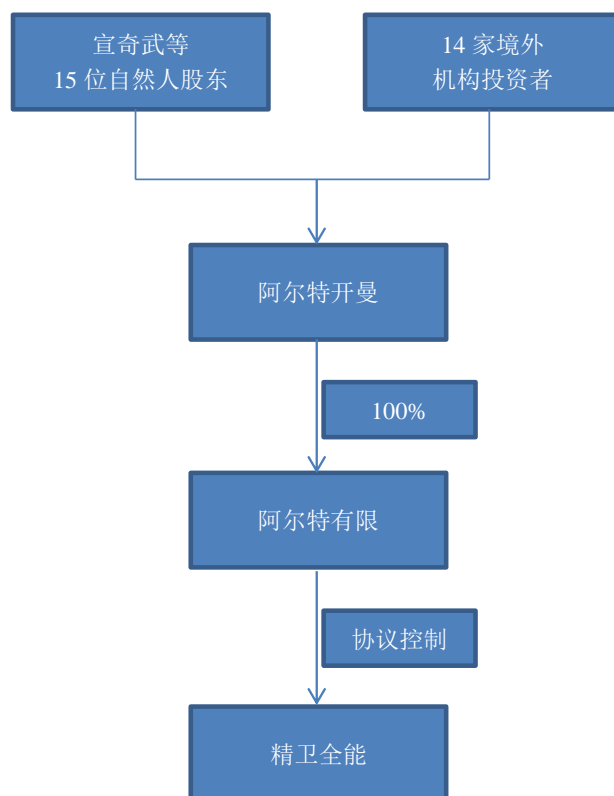 宣奇武等
15 位自然人股东
14 家境外
机构投资者
阿尔特开曼
100%
阿尔特有限
协议控制
精卫全能